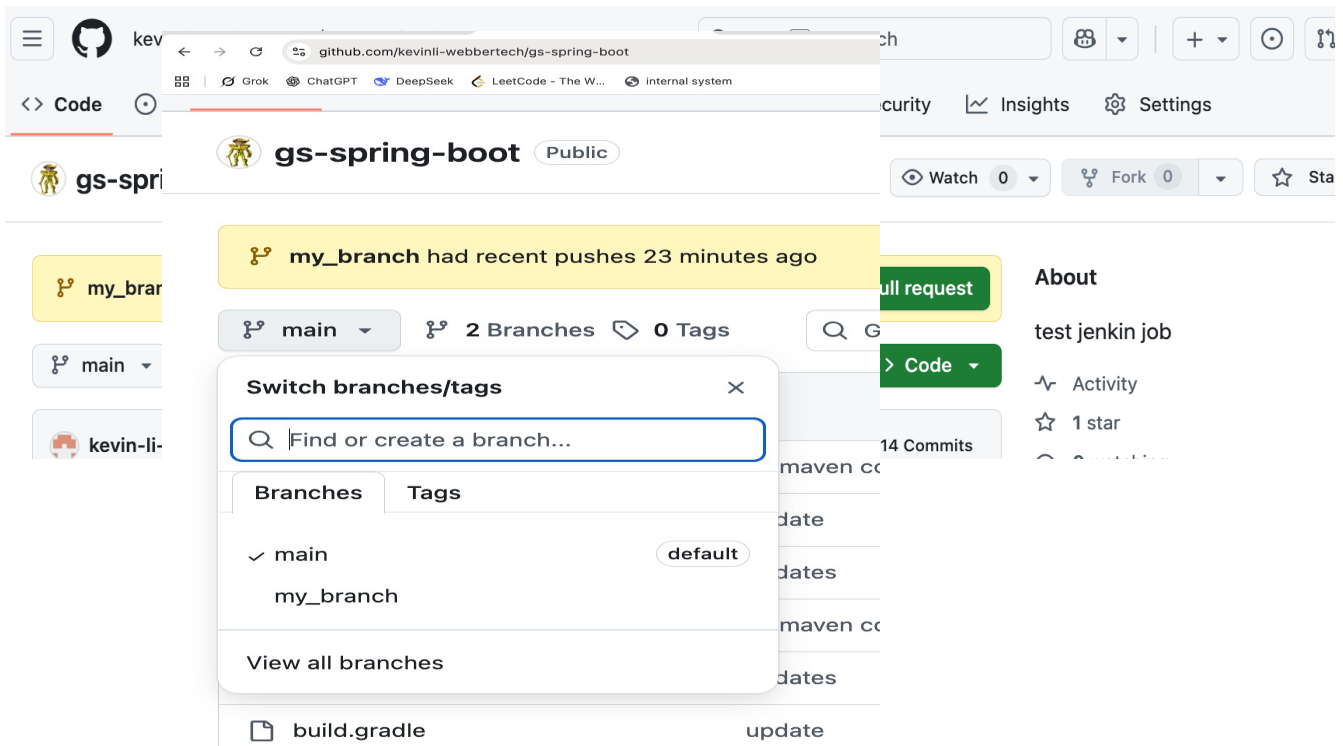 kev
ch
github.com/kevinli-webbertech/gs-spring-boot
Grok ChatGPT DeepSeek LeetCode - The W... internal system
Code
curity Insights Settings
gs-spri
gs-spring-boot Public
Watch 0 Fork 0 Sta
my_bran
my_branch had recent pushes 23 minutes ago
ull request
About
main
main 2 Branches 0 Tags G
Code
test jenkin job
Activity
1 star
Switch branches/tags
Find or create a branch...
kevin-li-
14 Commits
maven co
Branches Tags
date
main default
dates
my_branch
maven co
View all branches
dates
build.gradle update